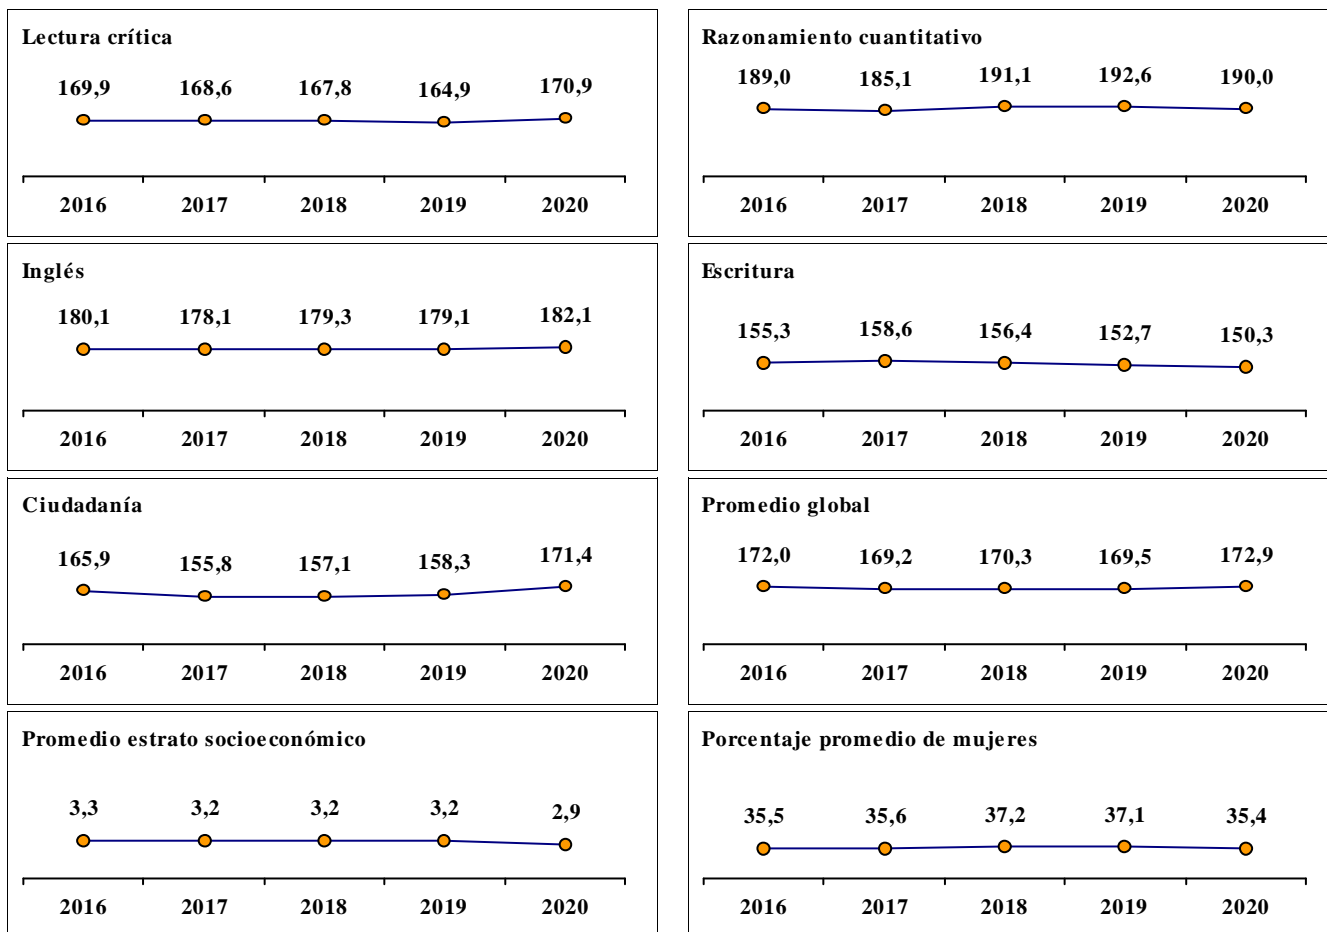 Lectura crítica
169,9 168,6 167,8 164,9 170,9
2016 2017 2018 2019 2020
Razonamiento cuantitativo
189,0 185,1 191,1 192,6 190,0
2016 2017 2018 2019 2020
Inglés
180,1 178,1 179,3 179,1 182,1
2016 2017 2018 2019 2020
Escritura
155,3 158,6 156,4 152,7 150,3
2016 2017 2018 2019 2020
Ciudadanía
165,9 155,8 157,1 158,3 171,4
2016 2017 2018 2019 2020
Promedio global
172,0 169,2 170,3 169,5 172,9
2016 2017 2018 2019 2020
Promedio estrato socioeconómico
3,3 3,2 3,2 3,2 2,9
2016 2017 2018 2019 2020
Porcentaje promedio de mujeres
35,5 35,6 37,2 37,1 35,4
2016 2017 2018 2019 2020